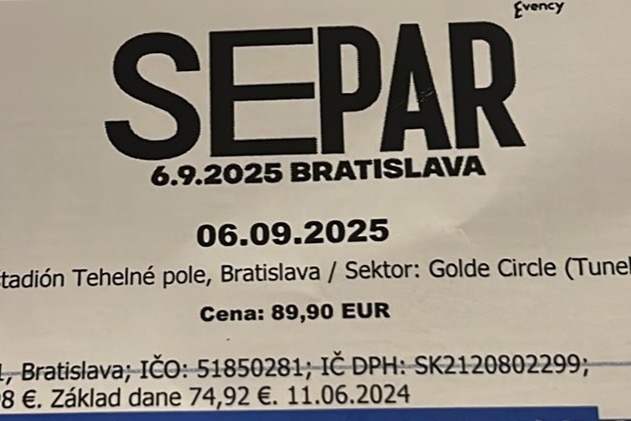 Evency
SEPAR
6.9.2025 BRATISLAVA
06.09.2025
tadión Tehelné pole, Bratislava / Sektor: Golde Circle (Tunel
Cena: 89,90 EUR
, Bratislava; IČO: 51850281; IČ DPH: SK2120802299;
8 €. Základ dane 74,92 €. 11.06.2024